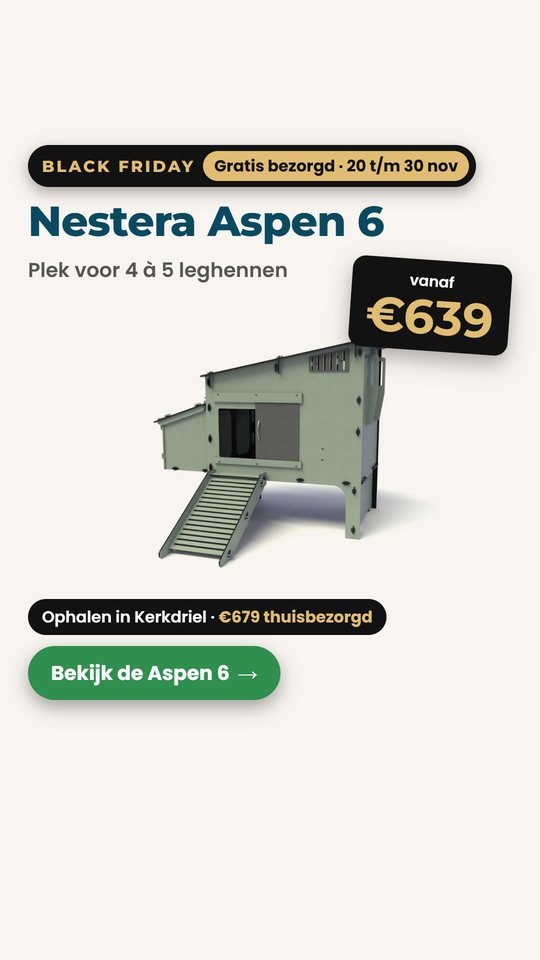 BLACK FRIDAY Gratis bezorgd · 20 t/m 30 nov
Nestera Aspen 6
Plek voor 4 à 5 leghennen
vanaf
€639
Ophalen in Kerkdriel · €679 thuisbezorgd
Bekijk de Aspen 6 →